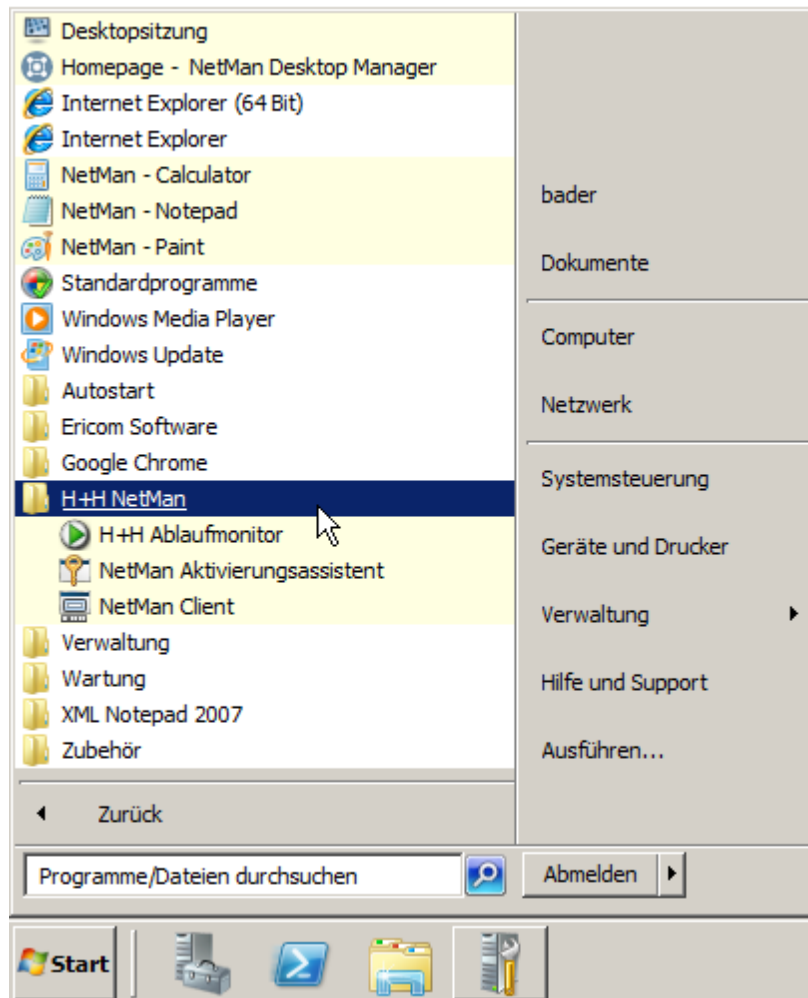 Desktopsitzung
Homepage - NetMan Desktop Manager
Internet Explorer (64 Bit)
Internet Explorer
NetMan - Calculator
NetMan - Notepad
NetMan - Paint
Standardprogramme
Windows Media Player
Windows Update
Autostart
Ericom Software
Google Chrome
H+H NetMan
H+H Ablaufmonitor
NetMan Aktivierungsassistent
NetMan Client
Verwaltung
Wartung
XML Notepad 2007
Zubehör
Zurück
Programme/Dateien durchsuchen
bader
Dokumente
Computer
Netzwerk
Systemsteuerung
Geräte und Drucker
Verwaltung
Hilfe und Support
Ausführen...
Abmelden
Start